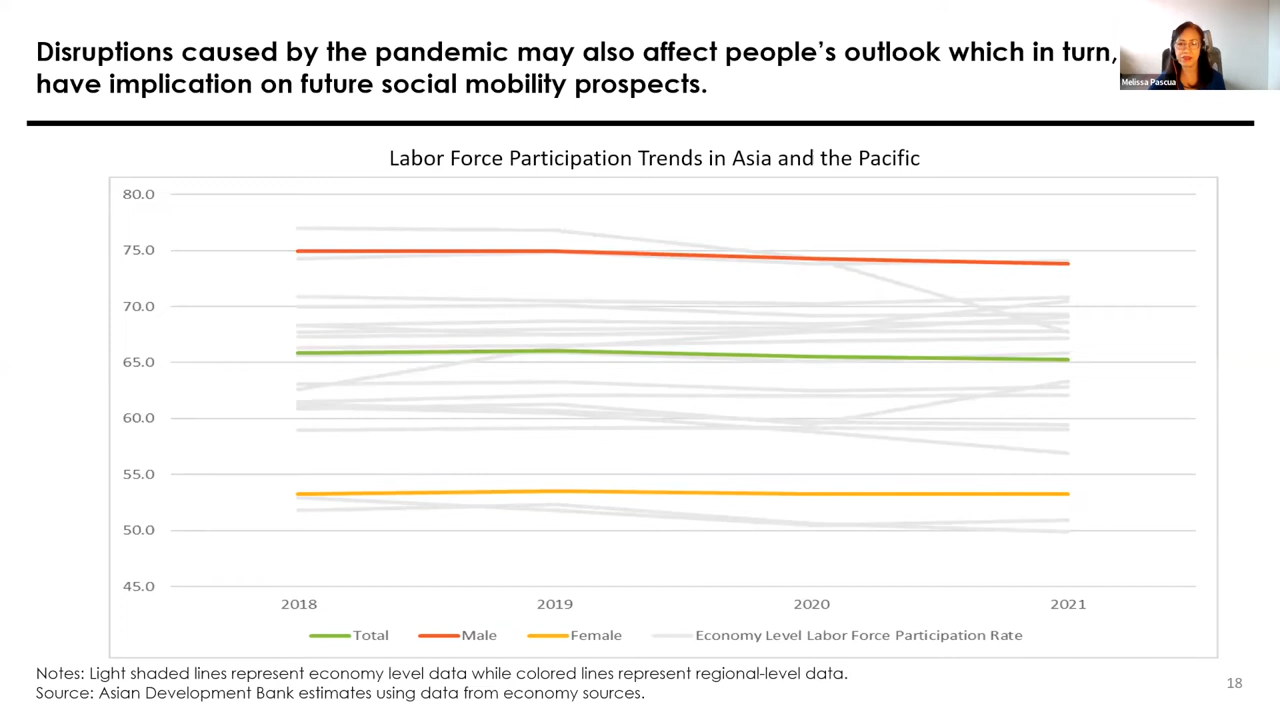 Disruptions caused by the pandemic may also affect people’s outlook which in turn,
have implication on future social mobility prospects.
Melissa Pascua
Labor Force Participation Trends in Asia and the Pacific
80.0
75.0
70.0
65.0
60.0
55.0
50.0
45.0
2018 2019 2020 2021
Total Male Female Economy Level Labor Force Participation Rate
Notes: Light shaded lines represent economy level data while colored lines represent regional-level data.
Source: Asian Development Bank estimates using data from economy sources.
18